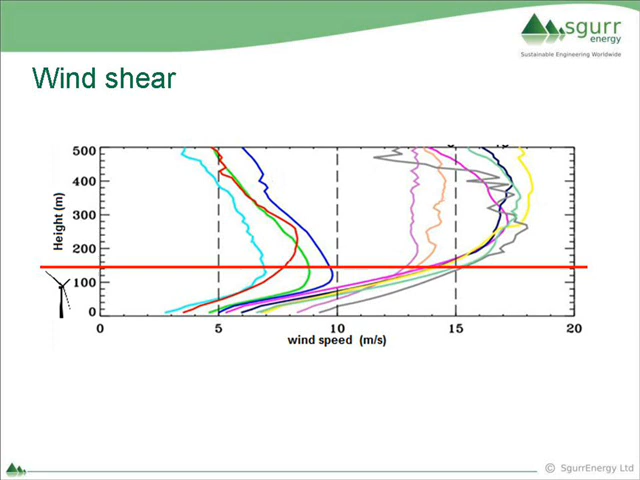 sgurr
energy
Sustainable Engineering Worldwide
Wind shear
500
400
300
200
100
0
Height (m)
0 5 10 15 20
wind speed (m/s)
© SgurrEnergy Ltd